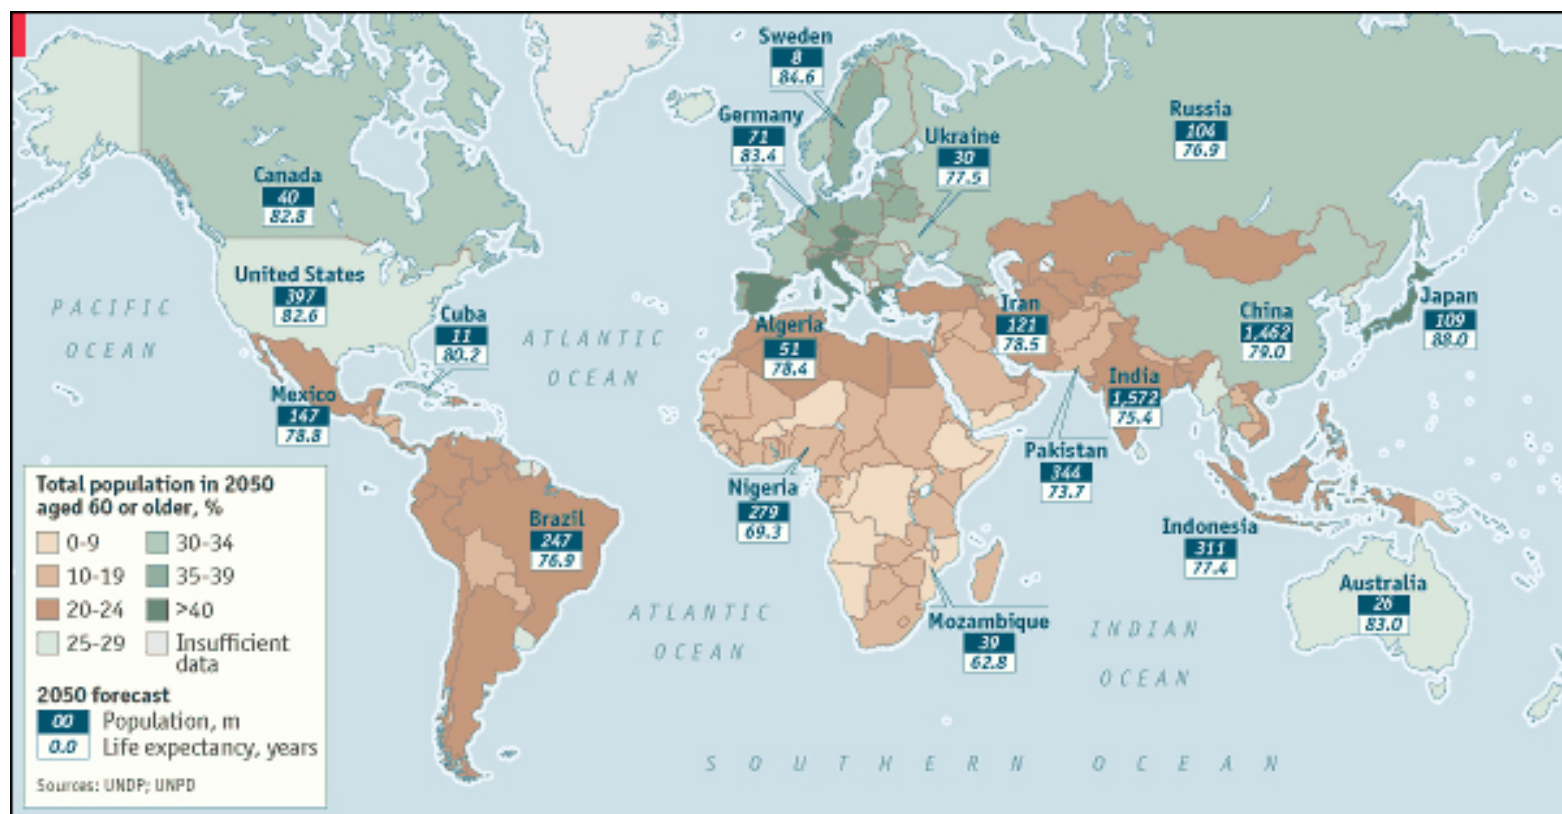 Sweden
8
84.6
Germany
71
83.4
Ukraine
30
77.5
Russia
104
76.9
Canada
40
82.8
United States
397
82.6
Cuba
11
80.2
PACIFIC
OCEAN
ATLANTIC
OCEAN
Algeria
51
78.4
Iran
121
78.5
China
1,462
79.0
Japan
109
88.0
Mexico
147
78.8
India
1,572
75.4
Pakistan
344
73.7
Nigeria
279
69.3
Brazil
247
76.9
Indonesia
311
77.4
Australia
26
83.0
Mozambique
39
62.8
ATLANTIC
OCEAN
INDIAN
OCEAN
SOUTHERN OCEAN
Total population in 2050
aged 60 or older, %
0-9
30-34
10-19
35-39
20-24
>40
25-29
Insufficient
data
2050 forecast
00 Population, m
0.0 Life expectancy, years
Sources: UNDP; UNPD